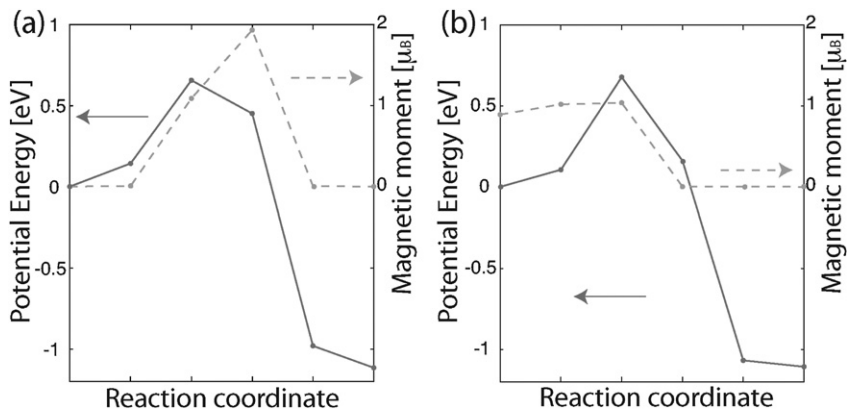 (a)
Potential Energy [eV]
1
0.5
0
-0.5
-1
2
1
0
Magnetic moment [μB]
Reaction coordinate
(b)
Potential Energy [eV]
1
0.5
0
-0.5
-1
2
1
0
Magnetic moment [μB]
Reaction coordinate